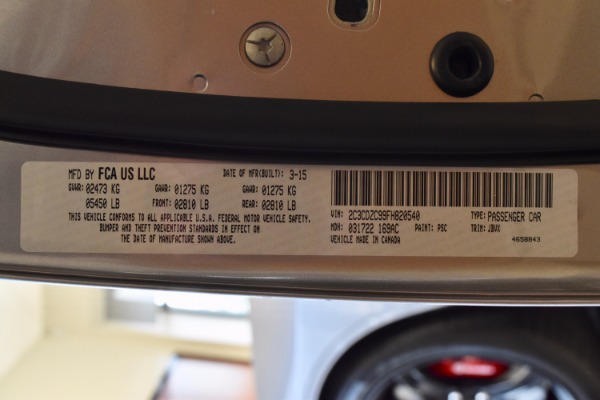 MFD BY FCA US LLC DATE OF MFR(BUILT): 3-15
GVWR: 02473 KG GAWR: 01275 KG GAWR: 01275 KG
05450 LB FRONT: 02810 LB REAR: 02810 LB
THIS VEHICLE CONFORMS TO ALL APPLICABLE U.S. FEDERAL MOTOR VEHICLE SAFETY,
BUMPER AND THEFT PREVENTION STANDARDS IN EFFECT ON
THE DATE OF MANUFACTURE SHOWN ABOVE.
VIN: 2C3CDZC99FH820540 TYPE: PASSENGER CAR
MDH: 031722 169AC PAINT: PSC TRIM: JBVX
VEHICLE MADE IN CANADA 4658843